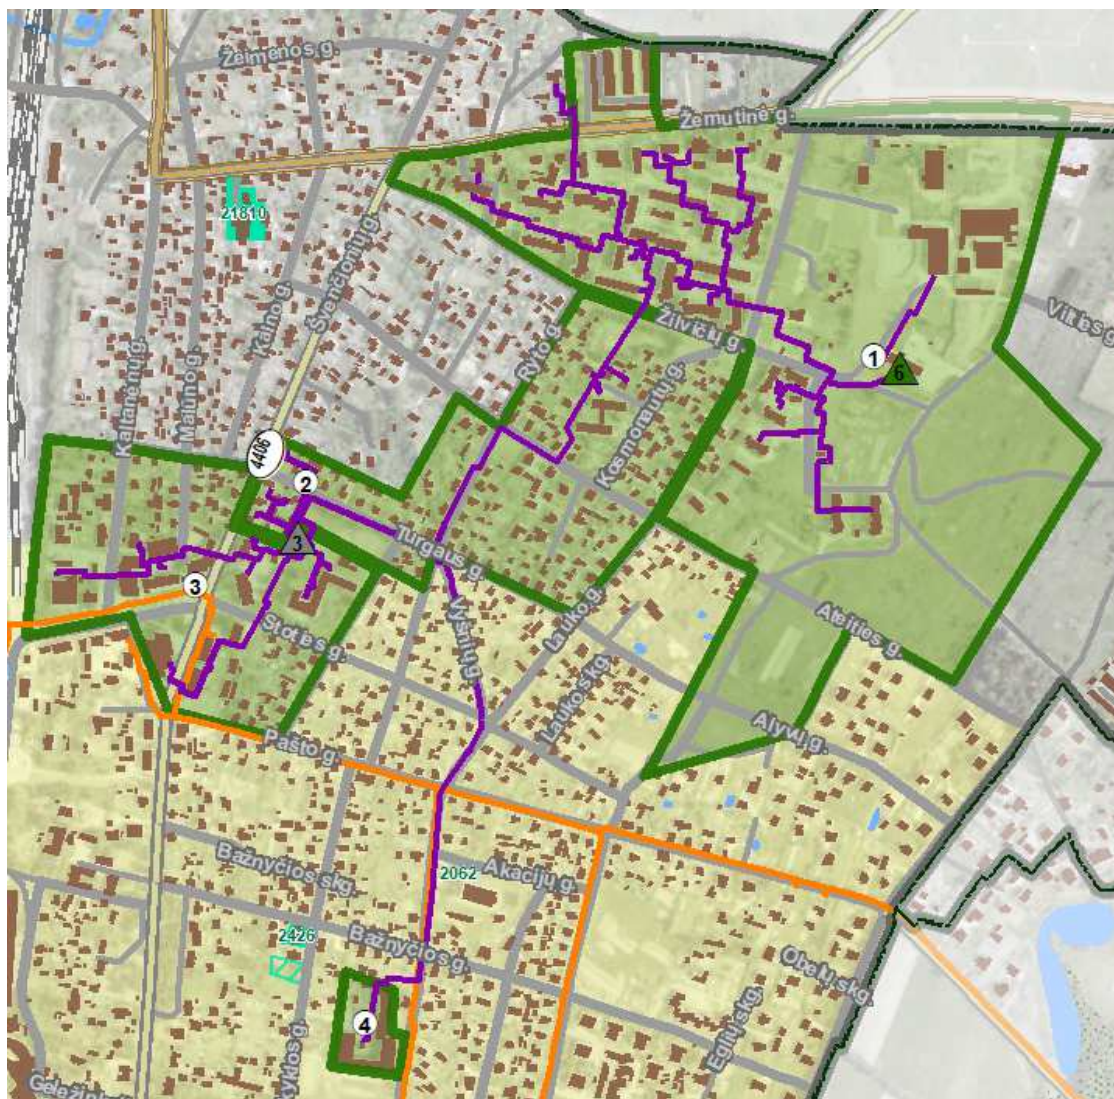 Žeimenos g.
Žemutinė g.
21810
Švenčionių g.
Kalno g.
Kaltanėnų g.
Malūno g.
Vilties g.
Žilvičių g.
Ryto g.
1
6
Kosmonautų g.
4406
2
3
Turgaus g.
3
Vyšnių g.
Lauko g.
Stoties g.
Ateities g.
Lauko skg.
Alyvų g.
Pašto g.
Bažnyčios skg.
Akacijų g.
2062
2426
Bažnyčios g.
Obelų skg.
4
Eglių skg.